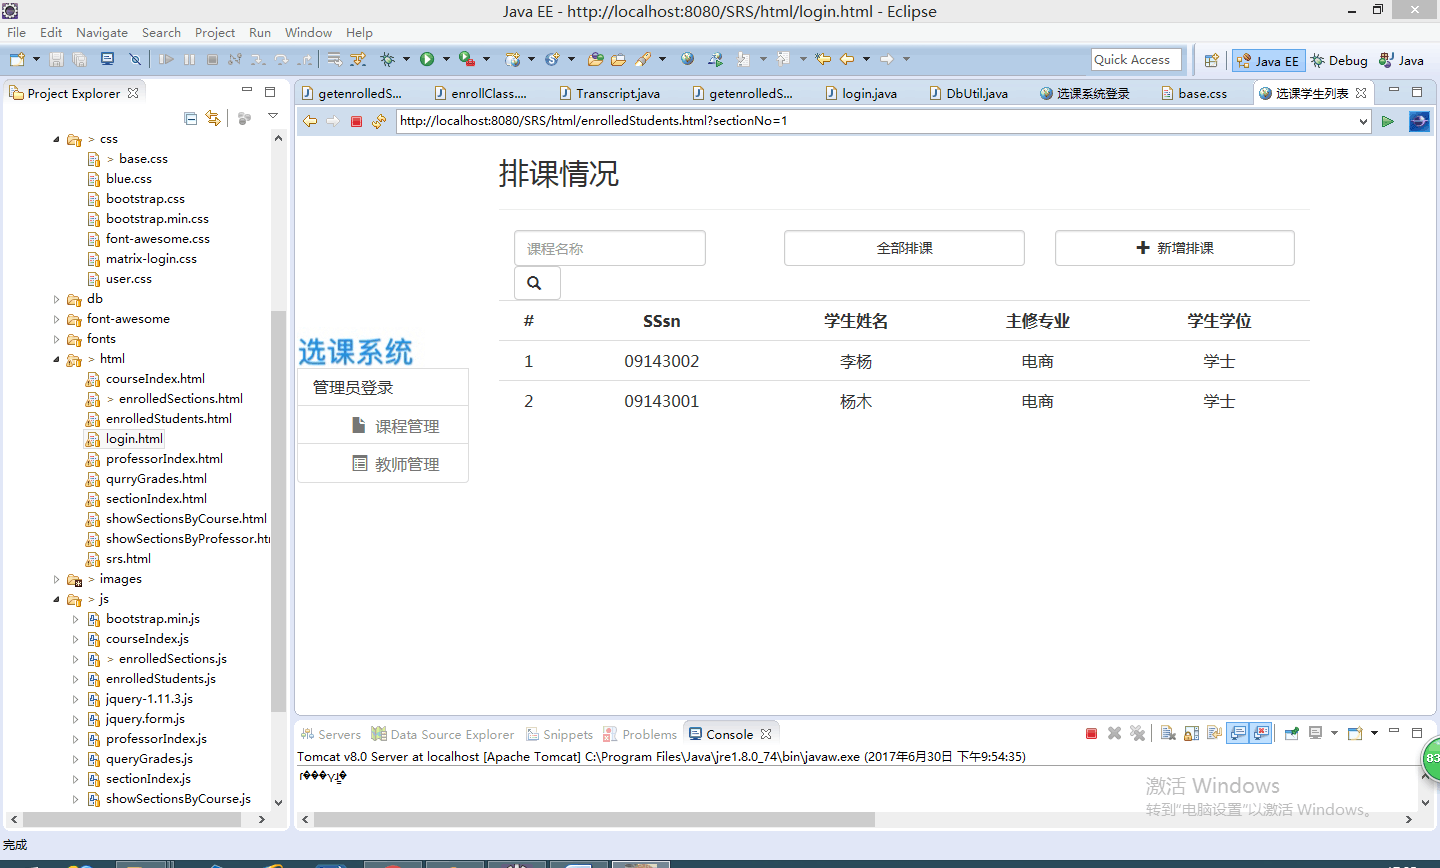 Java EE - http://localhost:8080/SRS/html/login.html - Eclipse
File Edit Navigate Search Project Run Window Help
Quick Access Java EE Debug Java
Project Explorer
getenrolledS... enrollClass.... Transcript.java getenrolledS... login.java DbUtil.java 选课系统登录 base.css 选课学生列表
http://localhost:8080/SRS/html/enrolledStudents.html?sectionNo=1
> css
> base.css
blue.css
bootstrap.css
bootstrap.min.css
font-awesome.css
matrix-login.css
user.css
db
font-awesome
fonts
> html
courseIndex.html
> enrolledSections.html
enrolledStudents.html
login.html
professorIndex.html
qurryGrades.html
sectionIndex.html
showSectionsByCourse.html
showSectionsByProfessor.htm
srs.html
> images
> js
bootstrap.min.js
courseIndex.js
> enrolledSections.js
enrolledStudents.js
jquery-1.11.3.js
jquery.form.js
professorIndex.js
queryGrades.js
sectionIndex.js
showSectionsByCourse.js
排课情况
课程名称 全部排课 新增排课
# SSsn 学生姓名 主修专业 学生学位
1 09143002 李杨 电商 学士
2 09143001 杨木 电商 学士
选课系统
管理员登录
课程管理
教师管理
Servers Data Source Explorer Snippets Problems Console
Tomcat v8.0 Server at localhost [Apache Tomcat] C:\Program Files\Java\jre1.8.0_74\bin\javaw.exe (2017年6月30日 下午9:54:35)
83
激活 Windows
转到"电脑设置"以激活 Windows。
完成